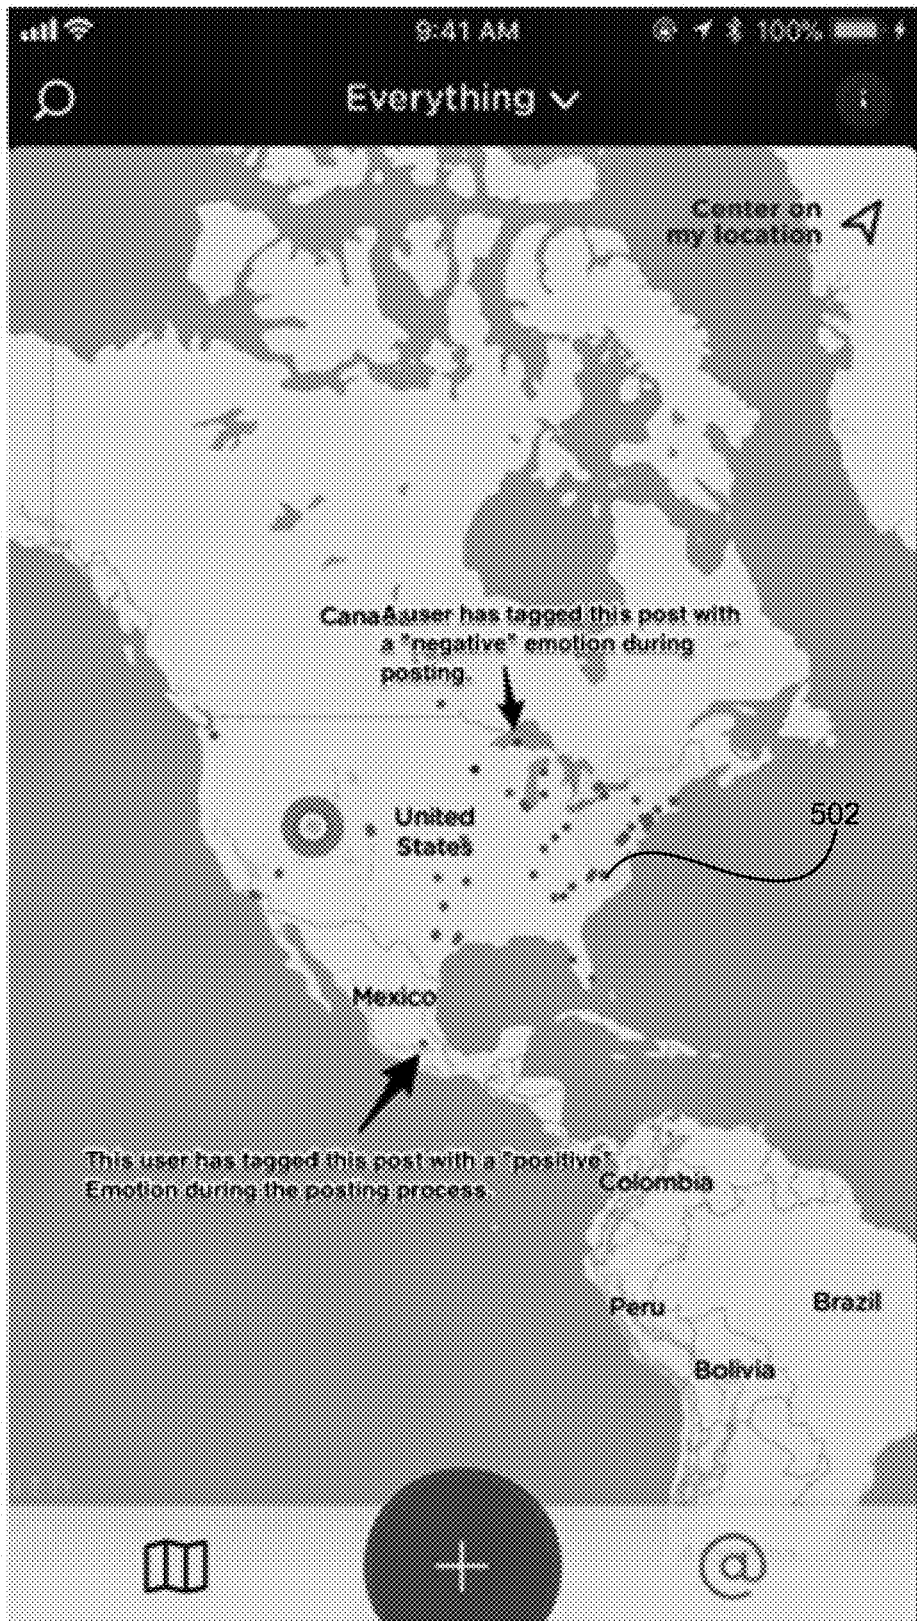 9:41 AM
100%
Everything
Center on
my location
Cana
A user has tagged this post with
a "negative" emotion during
posting.
502
United
States
Mexico
This user has tagged this post with a "positive"
Emotion during the posting process.
Colombia
Peru
Brazil
Bolivia